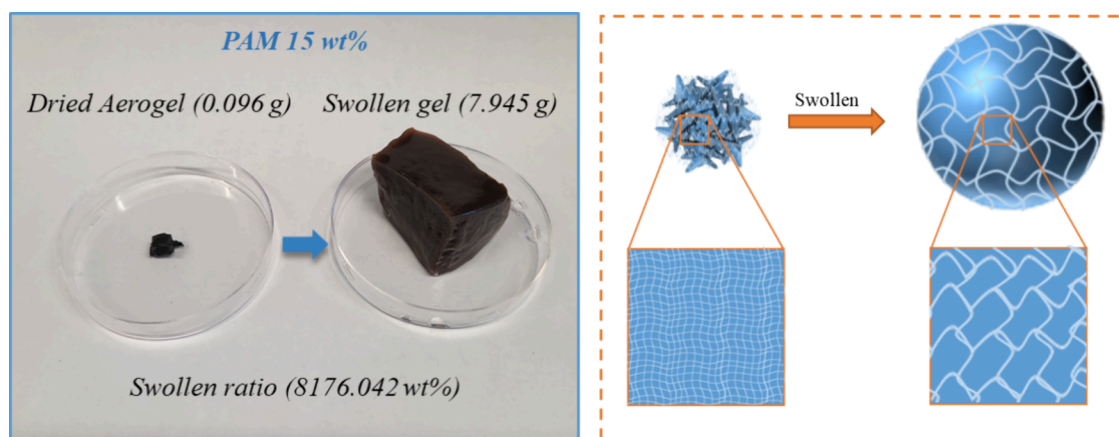 PAM 15 wt%
Dried Aerogel (0.096 g) Swollen gel (7.945 g)
Swollen ratio (8176.042 wt%)
Swollen